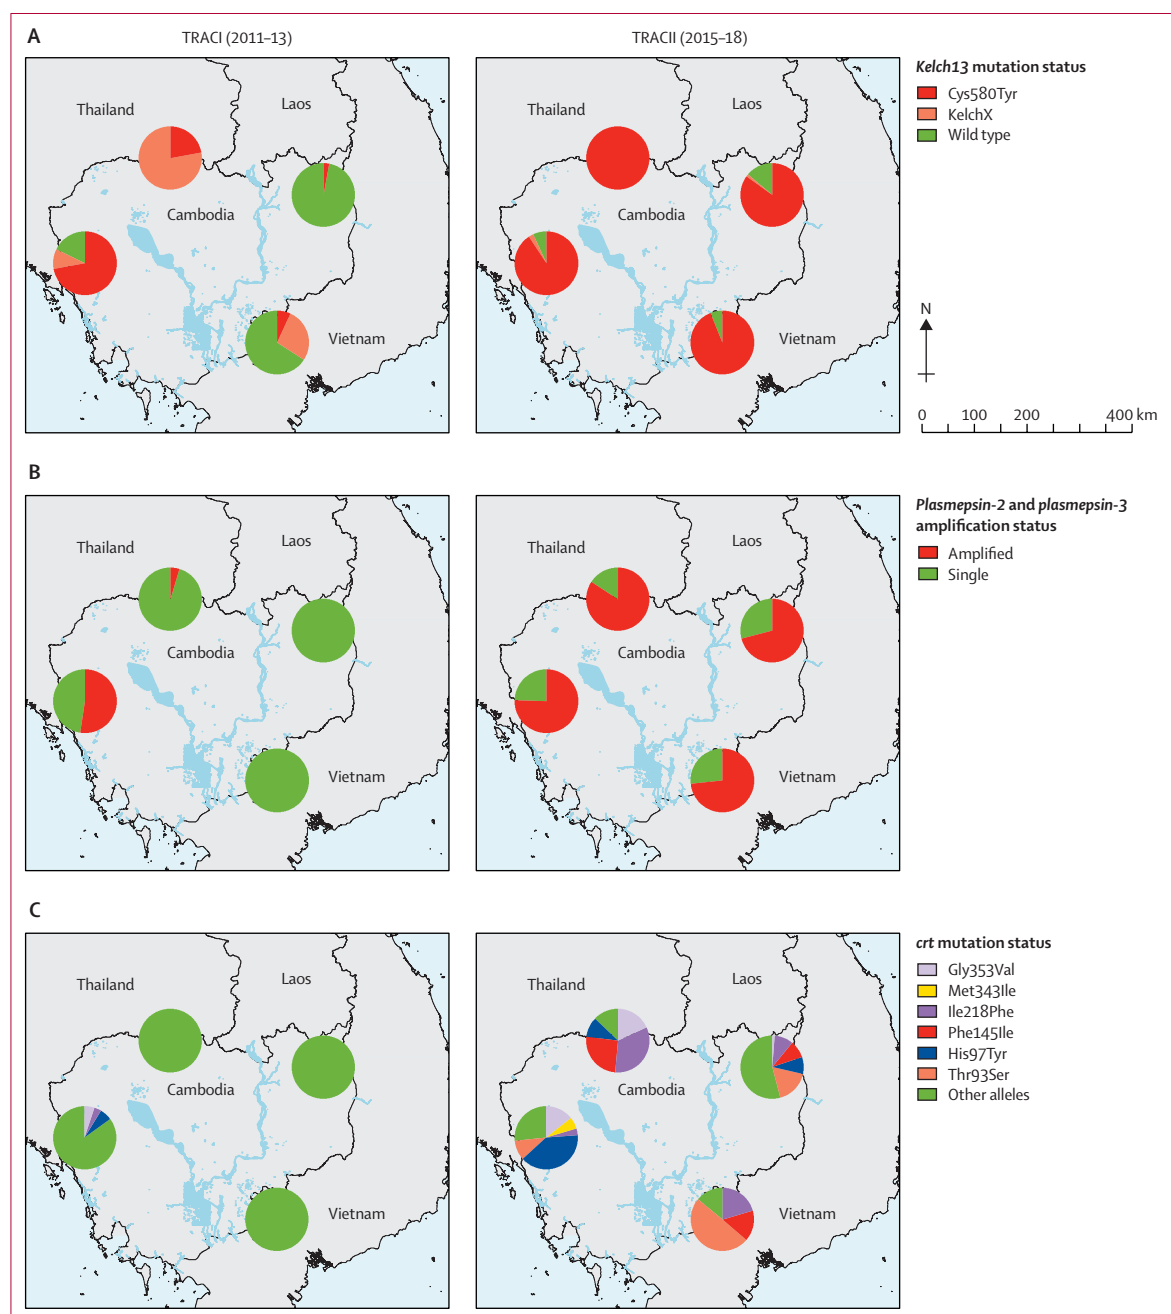 A
TRACI (2011–13)
TRACII (2015–18)
Thailand
Laos
Cambodia
Vietnam
Thailand
Laos
Cambodia
Vietnam
Kelch13 mutation status
Cys580Tyr
KelchX
Wild type
N
0 100 200 400 km
B
Thailand
Laos
Cambodia
Vietnam
Thailand
Laos
Cambodia
Vietnam
Plasmepsin-2 and plasmepsin-3
amplification status
Amplified
Single
C
Thailand
Laos
Cambodia
Vietnam
Thailand
Laos
Cambodia
Vietnam
crt mutation status
Gly353Val
Met343Ile
Ile218Phe
Phe145Ile
His97Tyr
Thr93Ser
Other alleles